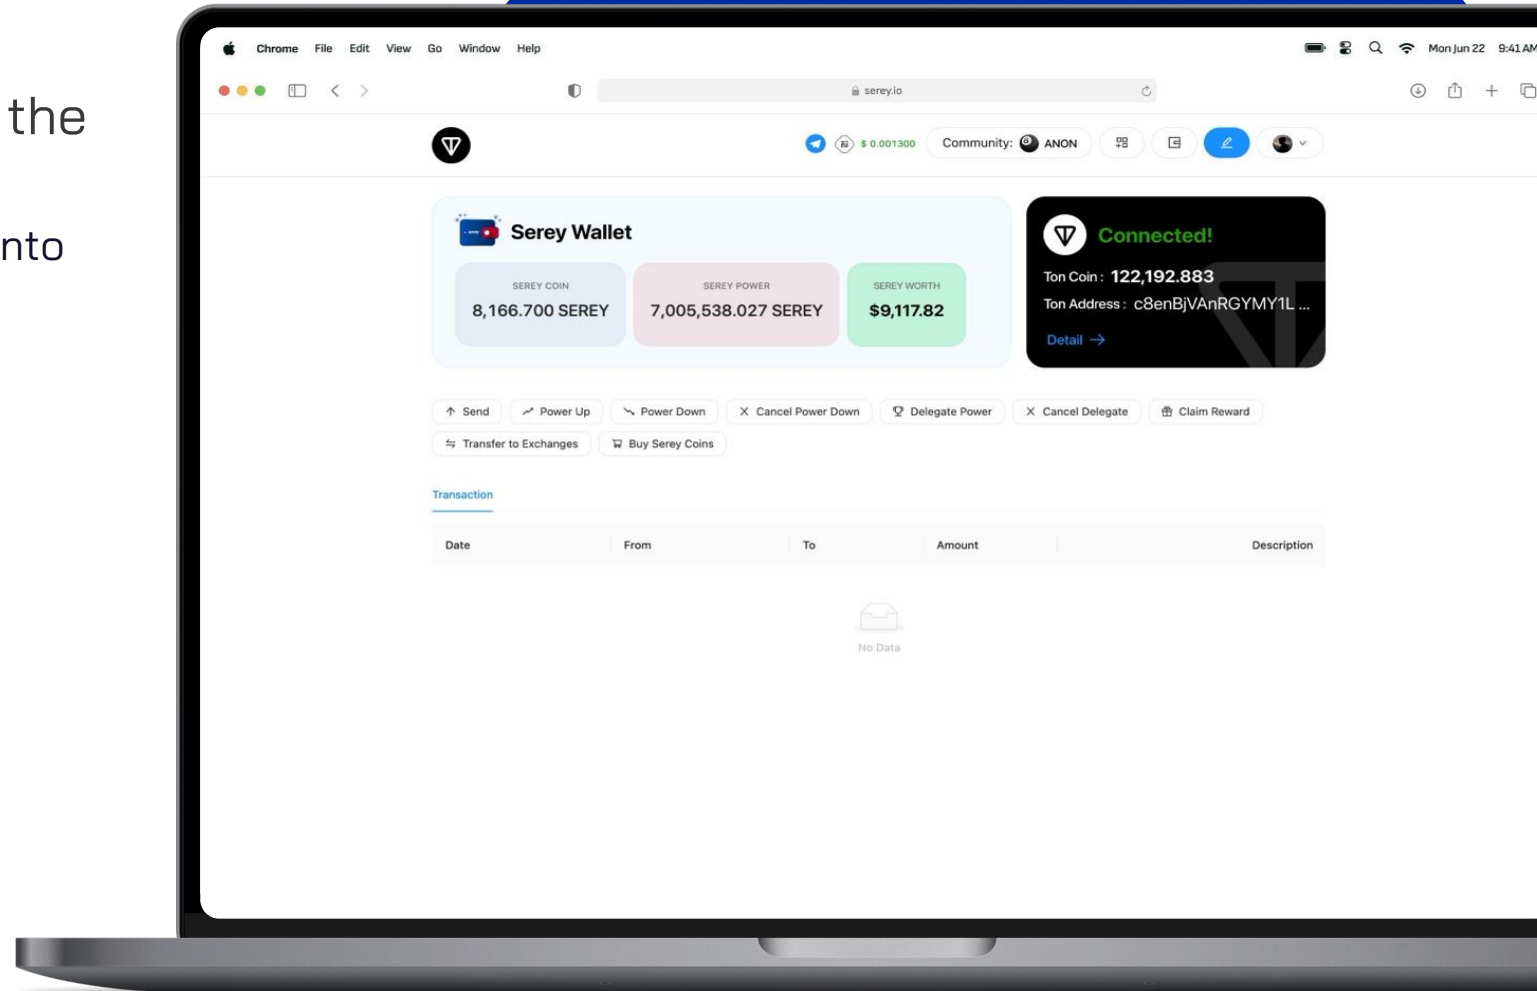 the
nto
Chrome File Edit View Go Window Help
Mon Jun 22 9:41 AM
serey.io
$ 0.001300 Community: ANON
Serey Wallet
SEREY COIN
8,166.700 SEREY
SEREY POWER
7,005,538.027 SEREY
SEREY WORTH
$9,117.82
Connected!
Ton Coin : 122,192.883
Ton Address : c8enBjVAnRGYMY1L ...
Detail →
Send Power Up Power Down Cancel Power Down Delegate Power Cancel Delegate Claim Reward
Transfer to Exchanges Buy Serey Coins
Transaction
Date From To Amount Description
No Data